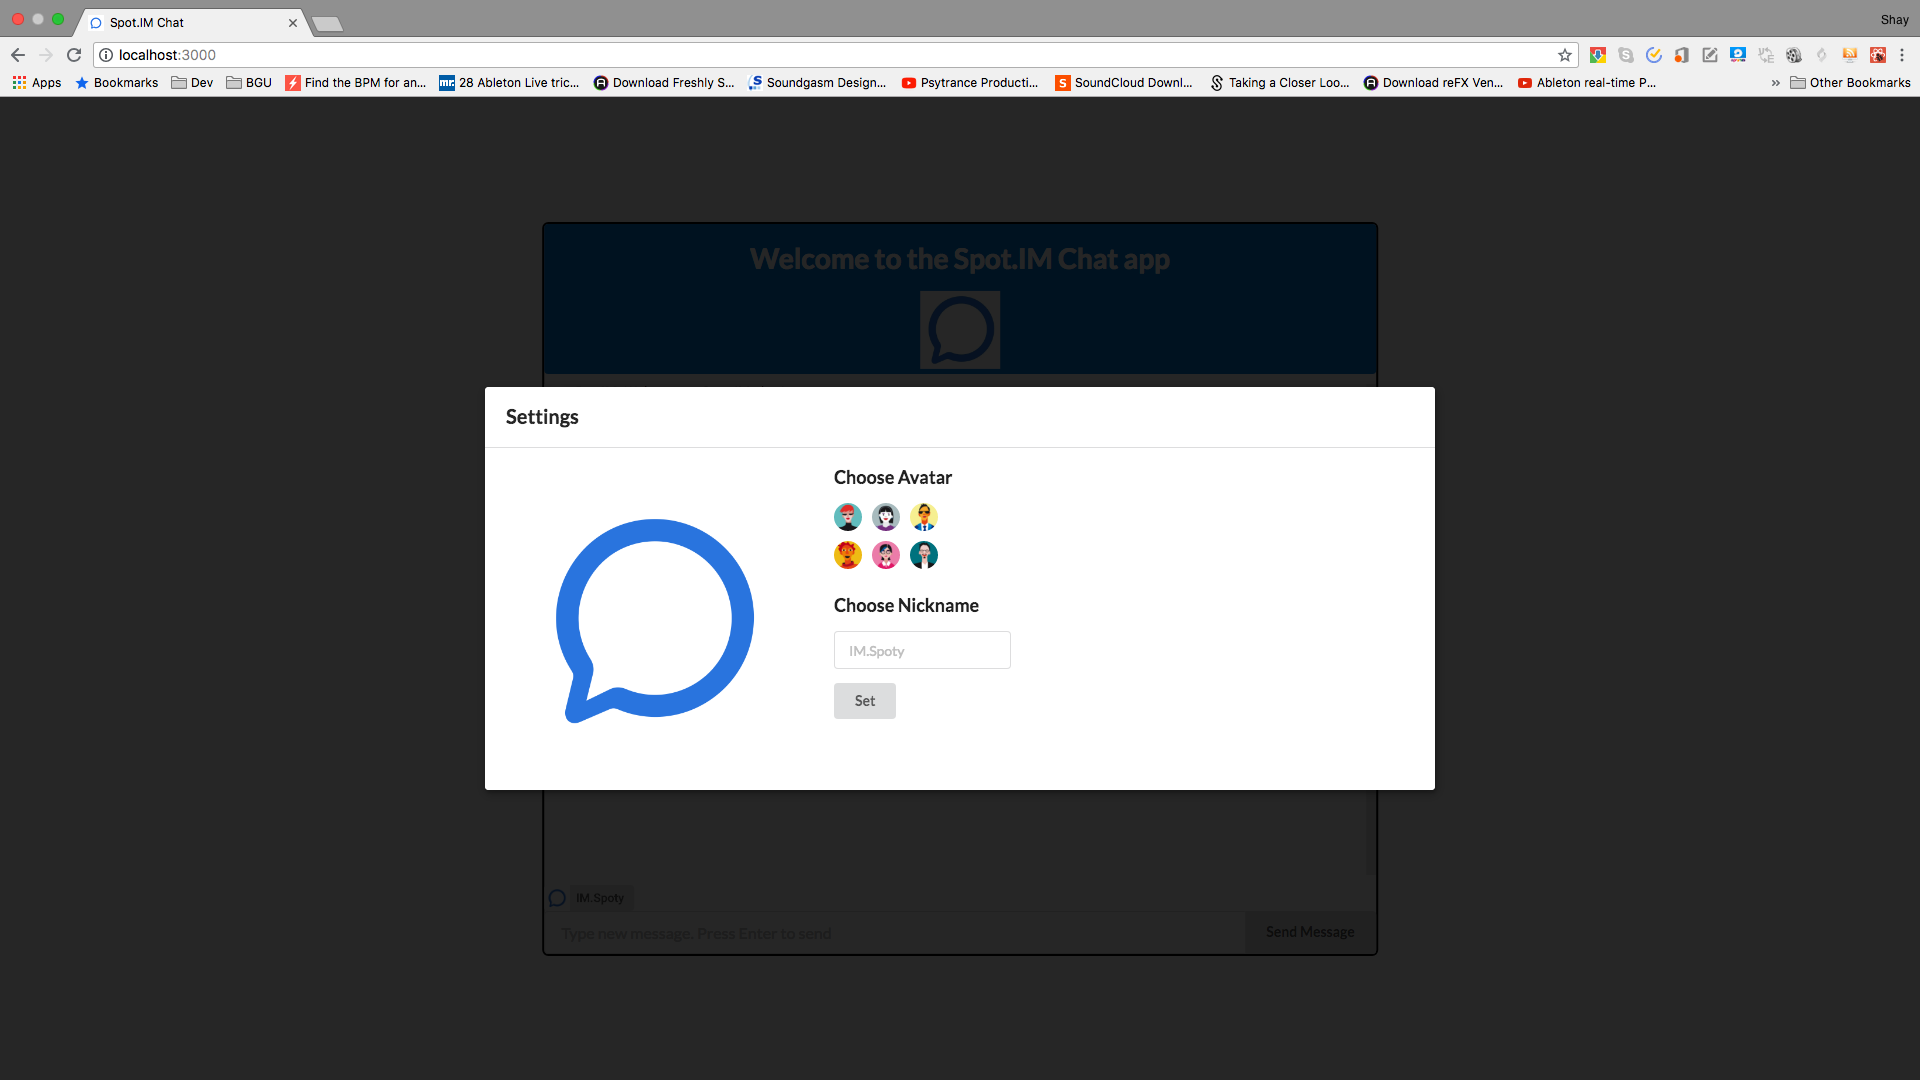 Spot.IM Chat
Shay
localhost:3000
Apps
Bookmarks
Dev
BGU
Find the BPM for an...
28 Ableton Live tric...
Download Freshly S...
Soundgasm Design...
Psytrance Producti...
SoundCloud Downl...
Taking a Closer Loo...
Download reFX Ven...
Ableton real-time P...
» Other Bookmarks
Welcome to the Spot.IM Chat app
Settings
Choose Avatar
Choose Nickname
IM.Spoty
Set
IM.Spoty
Type new message. Press Enter to send
Send Message